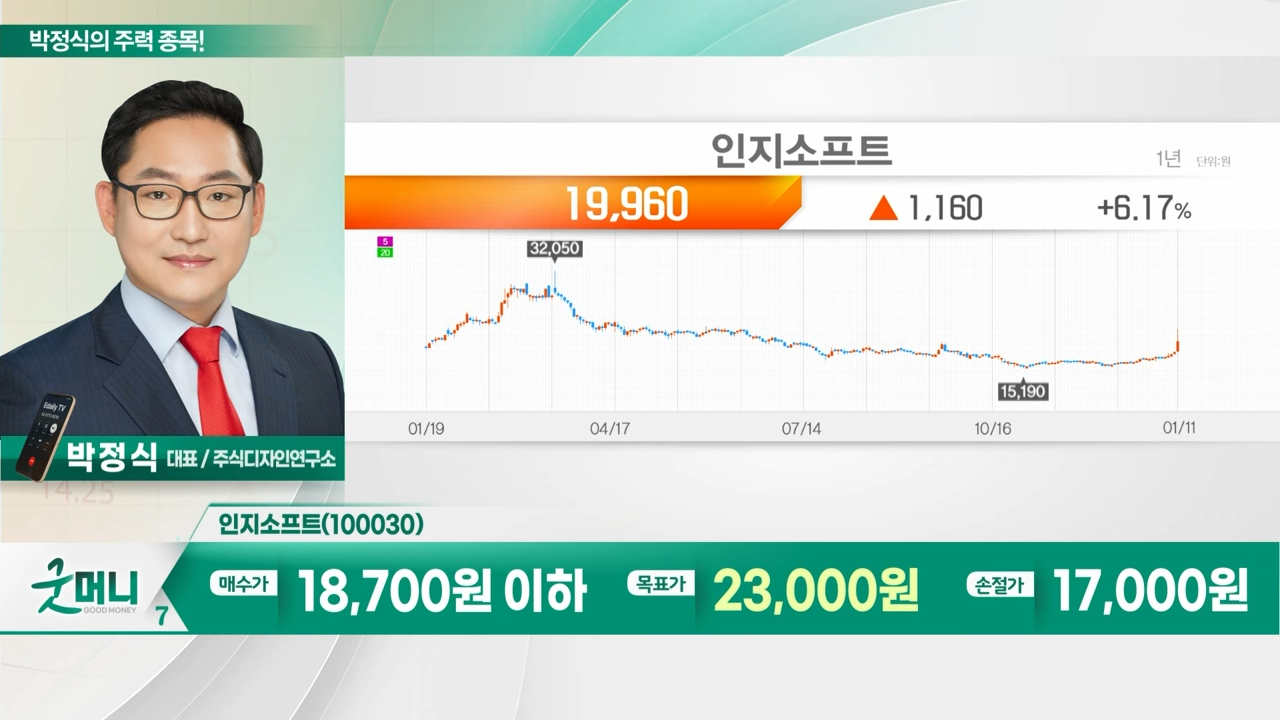 박정식의 주력 종목!
인지소프트
1년 단위:원
19,960 ▲ 1,160 +6.17%
5
20
32,050
15,190
01/19 04/17 07/14 10/16 01/11
Edaily TV
박정식 대표 / 주식디자인연구소
14.25
인지소프트(100030)
굿머니
GOOD MONEY
7
매수가 18,700원 이하 목표가 23,000원 손절가 17,000원